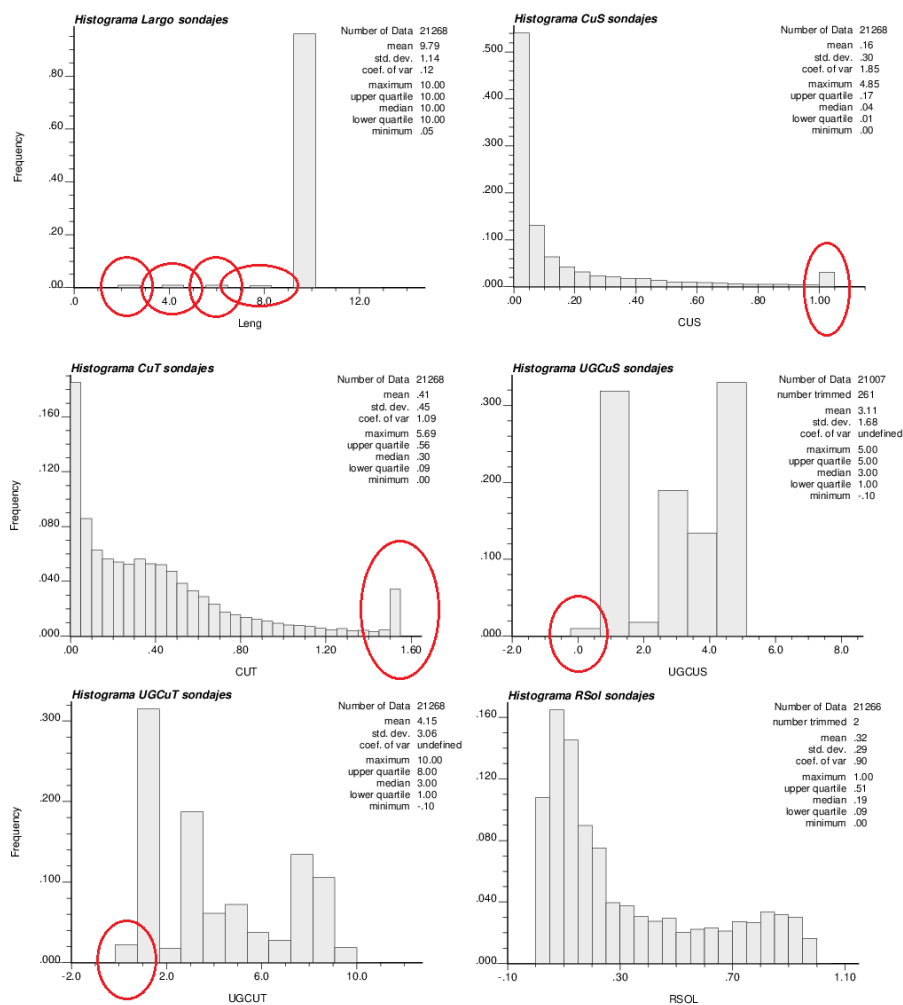 Histograma Largo sondajes
Number of Data 21268
mean 9.79
std. dev. 1.14
coef. of var .12
maximum 10.00
upper quartile 10.00
median 10.00
lower quartile 10.00
minimum .05
Frequency
.80
.60
.40
.20
.00
.0 4.0 8.0 12.0
Leng
Histograma CuS sondajes
Number of Data 21268
mean .16
std. dev. .30
coef. of var 1.85
maximum 4.85
upper quartile .17
median .04
lower quartile .01
minimum .00
.500
.400
.300
.200
.100
.000
.00 .20 .40 .60 .80 1.00
CUS
Histograma CuT sondajes
Number of Data 21268
mean .41
std. dev. .45
coef. of var 1.09
maximum 5.69
upper quartile .56
median .30
lower quartile .09
minimum .00
Frequency
.160
.120
.080
.040
.000
.00 .40 .80 1.20 1.60
CUT
Histograma UGCuS sondajes
Number of Data 21007
number trimmed 261
mean 3.11
std. dev. 1.68
coef. of var undefined
maximum 5.00
upper quartile 5.00
median 3.00
lower quartile 1.00
minimum -.10
.300
.200
.100
.000
-2.0 .0 2.0 4.0 6.0 8.0
UGCUS
Histograma UGCuT sondajes
Number of Data 21268
mean 4.15
std. dev. 3.06
coef. of var undefined
maximum 10.00
upper quartile 8.00
median 3.00
lower quartile 1.00
minimum -.10
Frequency
.300
.200
.100
.000
-2.0 2.0 6.0 10.0
UGCUT
Histograma RSol sondajes
Number of Data 21266
number trimmed 2
mean .32
std. dev. .29
coef. of var .90
maximum 1.00
upper quartile .51
median .19
lower quartile .09
minimum .00
.160
.120
.080
.040
.000
-.10 .30 .70 1.10
RSOL